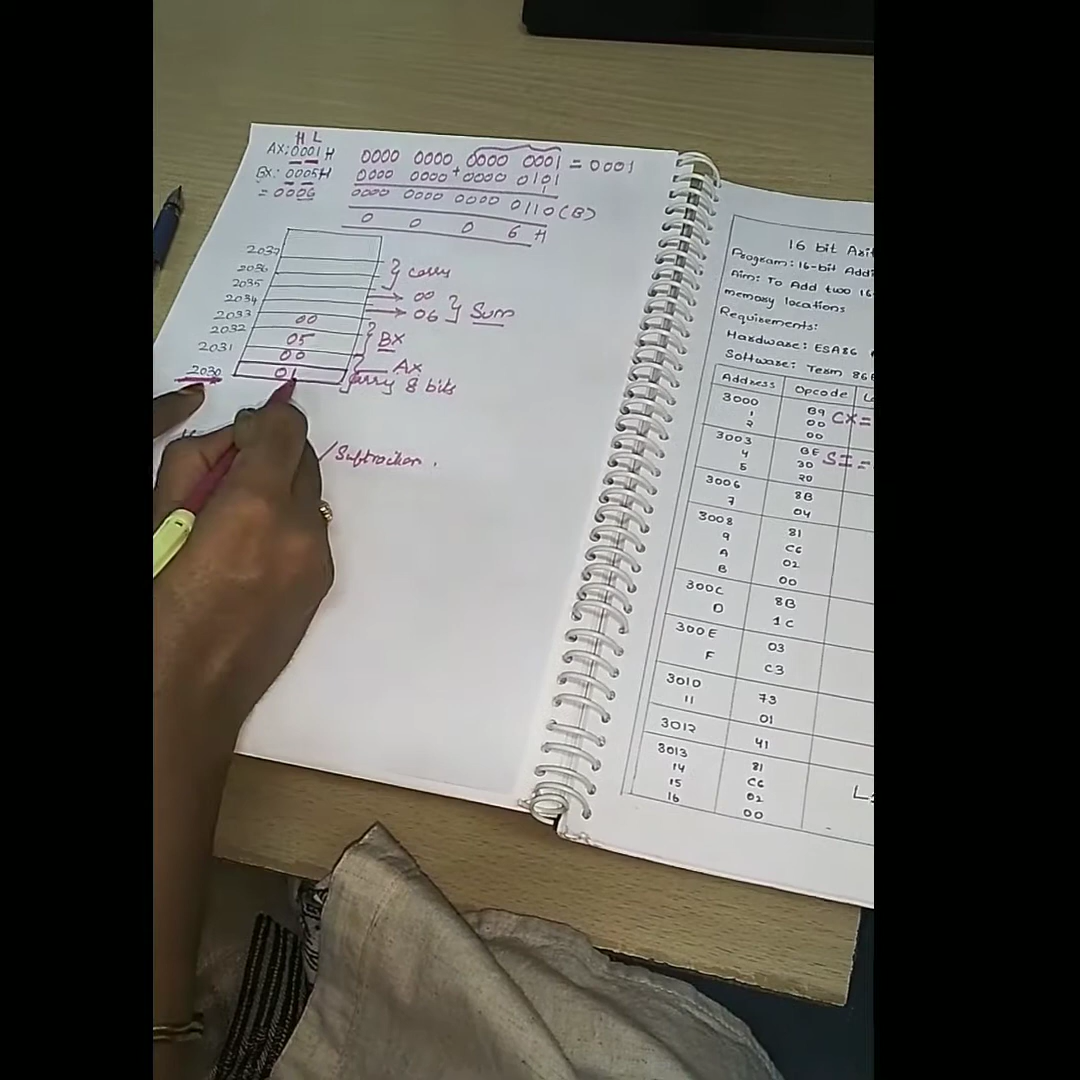 H L
AX: 0001H
BX: 0005H
= 0006
0000 0000 0000 0001 = 0001
0000 0000 + 0000 0101
1
0000 0000 0000 0110 (B)
0 0 0 6 H
2037
2036
2035
2034
2033
2032
2031
2030
} carry
→ 00
→ 06 } Sum
00
05
} BX
00
01
} AX
Carry 8 bits
/Subtraction.
16 bit
Program: 16-bit
Aim: To Add two
memory locations
Requirements:
Hardware: ESA86
Software: Term 86
Address Opcode
3000 B9
1 00 CX=
2 00
3003 BE
4 30 SI=
5 20
3006 8B
7 04
3008 81
9 C6
A 02
B 00
300C 8B
D 1C
300E 03
F C3
3010 73
11 01
3012 41
3013 81
14 C6
15 02
16 00